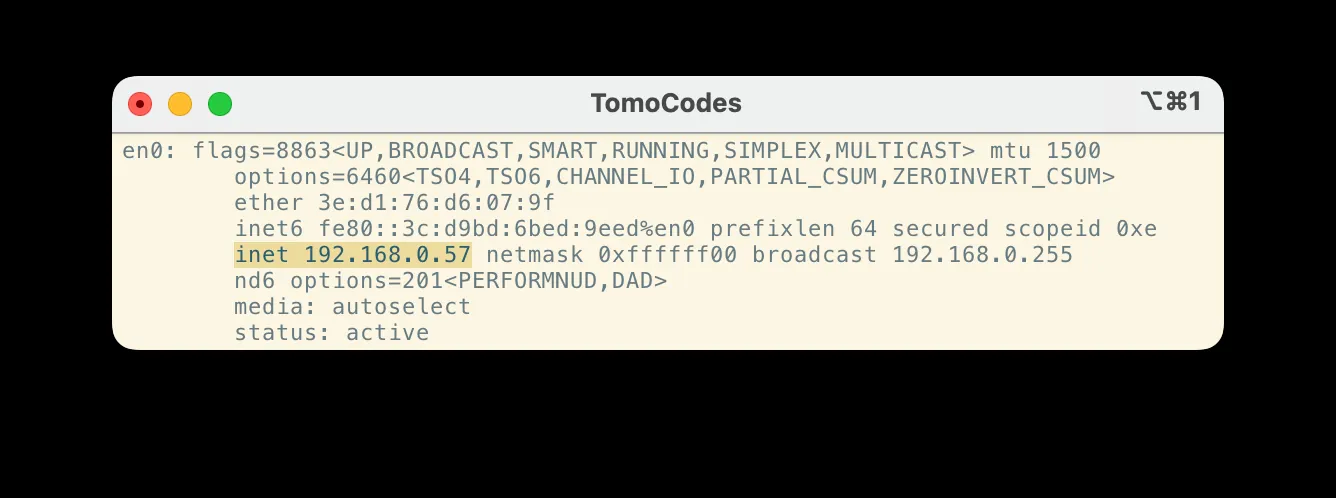 TomoCodes
⌥⌘1
en0: flags=8863<UP,BROADCAST,SMART,RUNNING,SIMPLEX,MULTICAST> mtu 1500
options=6460<TSO4,TSO6,CHANNEL_IO,PARTIAL_CSUM,ZEROINVERT_CSUM>
ether 3e:d1:76:d6:07:9f
inet6 fe80::3c:d9bd:6bed:9eed%en0 prefixlen 64 secured scopeid 0xe
inet 192.168.0.57 netmask 0xffffff00 broadcast 192.168.0.255
nd6 options=201<PERFORMNUD,DAD>
media: autoselect
status: active